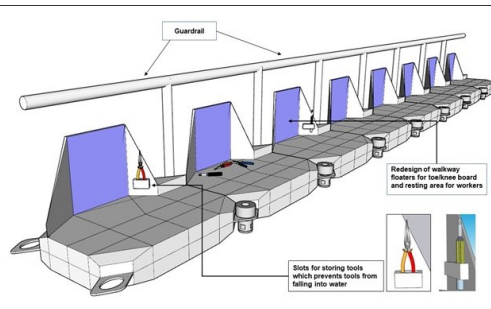 Guardrail
Redesign of walkway
floaters for toe/knee board
and resting area for workers
Slots for storing tools
which prevents tools from
falling into water